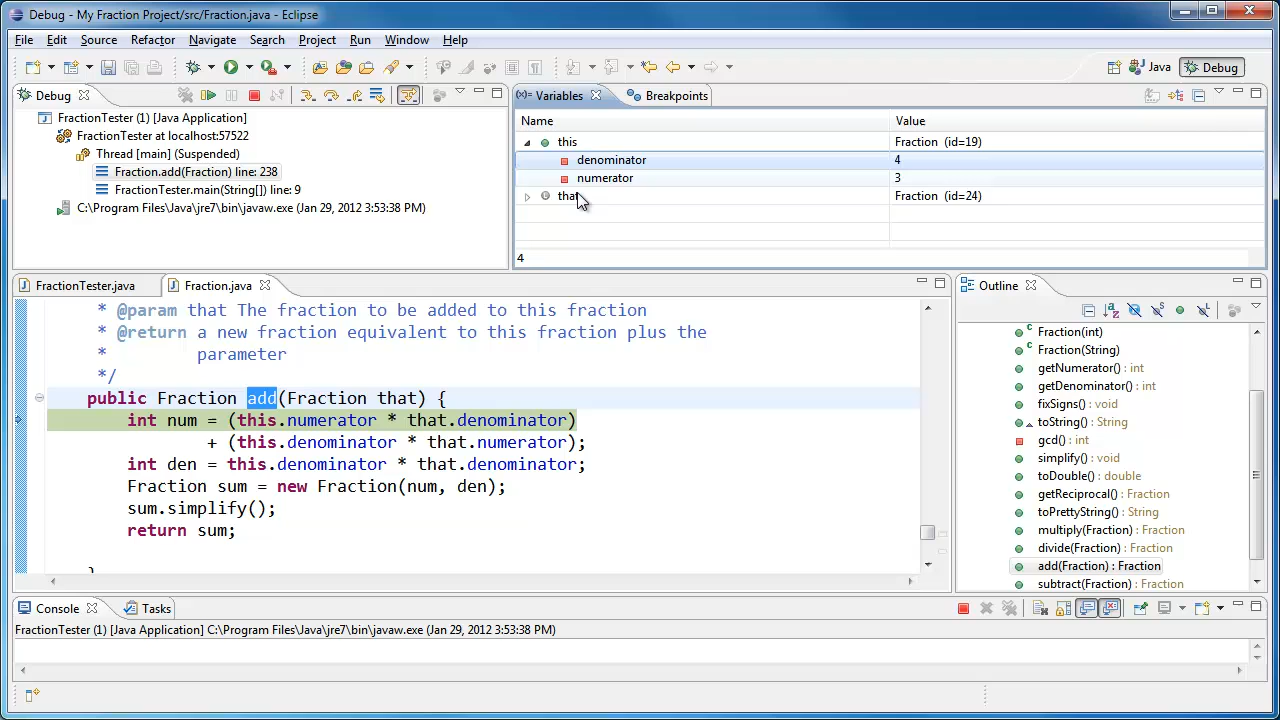 Debug - My Fraction Project/src/Fraction.java - Eclipse
File Edit Source Refactor Navigate Search Project Run Window Help
Java Debug
Debug
FractionTester (1) [Java Application]
FractionTester at localhost:57522
Thread [main] (Suspended)
Fraction.add(Fraction) line: 238
FractionTester.main(String[]) line: 9
C:\Program Files\Java\jre7\bin\javaw.exe (Jan 29, 2012 3:53:38 PM)
(x)= Variables Breakpoints
Name Value
this Fraction (id=19)
denominator 4
numerator 3
that Fraction (id=24)
4
FractionTester.java Fraction.java
* @param that The fraction to be added to this fraction
* @return a new fraction equivalent to this fraction plus the
* parameter
*/
public Fraction add(Fraction that) {
int num = (this.numerator * that.denominator)
+ (this.denominator * that.numerator);
int den = this.denominator * that.denominator;
Fraction sum = new Fraction(num, den);
sum.simplify();
return sum;
}
Outline
Fraction(int)
Fraction(String)
getNumerator() : int
getDenominator() : int
fixSigns() : void
toString() : String
gcd() : int
simplify() : void
toDouble() : double
getReciprocal() : Fraction
toPrettyString() : String
multiply(Fraction) : Fraction
divide(Fraction) : Fraction
add(Fraction) : Fraction
subtract(Fraction) : Fraction
Console Tasks
FractionTester (1) [Java Application] C:\Program Files\Java\jre7\bin\javaw.exe (Jan 29, 2012 3:53:38 PM)